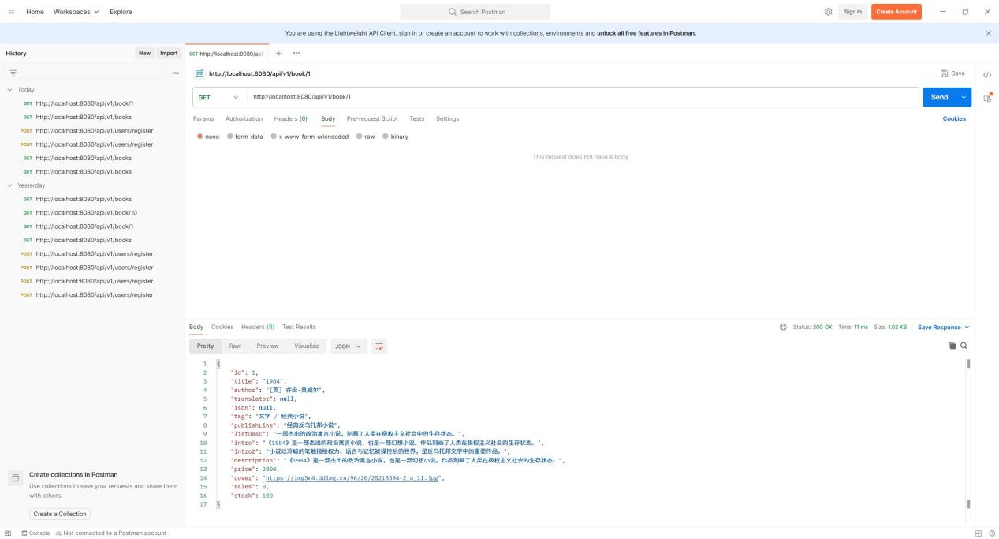 Home Workspaces Explore
Search Postman
Sign In Create Account
You are using the Lightweight API Client, sign in or create an account to work with collections, environments and unlock all free features in Postman.
History New Import
GET http://localhost:8080/api
Today
GET http://localhost:8080/api/v1/book/1
GET http://localhost:8080/api/v1/books
POST http://localhost:8080/api/v1/users/register
POST http://localhost:8080/api/v1/users/register
GET http://localhost:8080/api/v1/books
GET http://localhost:8080/api/v1/books
Yesterday
GET http://localhost:8080/api/v1/books
GET http://localhost:8080/api/v1/book/10
GET http://localhost:8080/api/v1/book/1
GET http://localhost:8080/api/v1/books
POST http://localhost:8080/api/v1/users/register
POST http://localhost:8080/api/v1/users/register
POST http://localhost:8080/api/v1/users/register
POST http://localhost:8080/api/v1/users/register
Create collections in Postman
Use collections to save your requests and share them
with others.
Create a Collection
HTTP http://localhost:8080/api/v1/book/1 Save
GET http://localhost:8080/api/v1/book/1 Send
Params Authorization Headers (6) Body Pre-request Script Tests Settings Cookies
none form-data x-www-form-urlencoded raw binary
This request does not have a body
Body Cookies Headers (8) Test Results Status: 200 OK Time: 11 ms Size: 1.02 KB Save Response
Pretty Raw Preview Visualize JSON
1 {
2 "id": 1,
3 "title": "1984",
4 "author": "[英] 乔治·奥威尔",
5 "translator": null,
6 "isbn": null,
7 "tag": "文学 / 经典小说",
8 "publishLine": "经典反乌托邦小说",
9 "listDesc": "一部杰出的政治寓言小说，刻画了人类在极权主义社会中的生存状态。",
10 "intro": "《1984》是一部杰出的政治寓言小说，也是一部幻想小说。作品刻画了人类在极权主义社会的生存状态。",
11 "intro2": "小说以冷峻的笔触描绘权力、语言与记忆被操控后的世界，是反乌托邦文学中的重要作品。",
12 "description": "《1984》是一部杰出的政治寓言小说，也是一部幻想小说。作品刻画了人类在极权主义社会的生存状态。",
13 "price": 2800,
14 "cover": "https://img3m4.ddimg.cn/96/20/25215594-2_u_11.jpg",
15 "sales": 0,
16 "stock": 100
17 }
Console Not connected to a Postman account